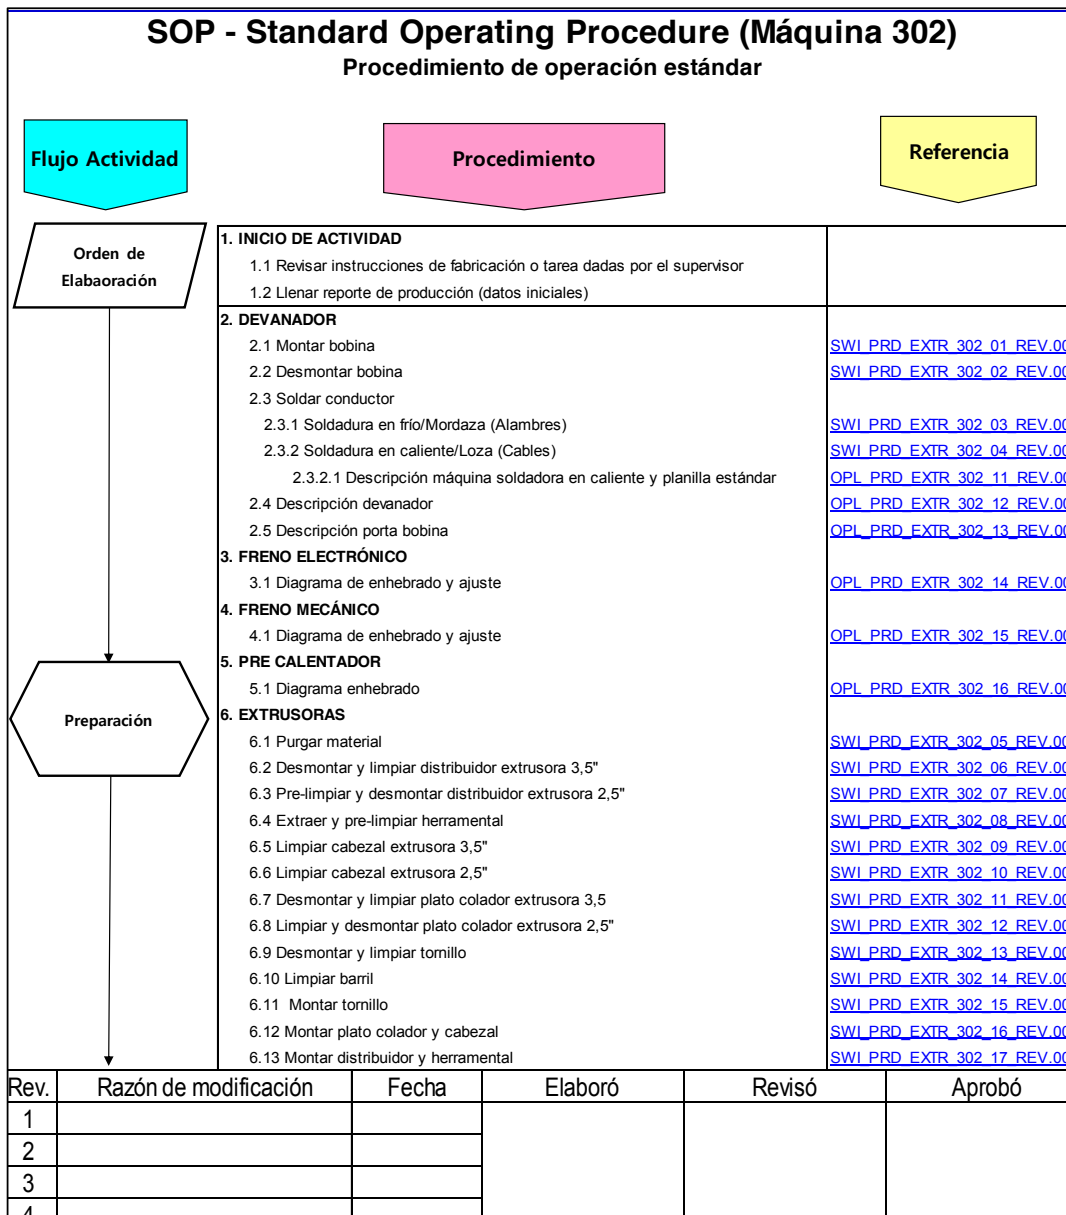 SOP - Standard Operating Procedure (Máquina 302)
Procedimiento de operación estándar
Flujo Actividad
Procedimiento
Referencia
Orden de
Elabaoración
1. INICIO DE ACTIVIDAD
1.1 Revisar instrucciones de fabricación o tarea dadas por el supervisor
1.2 Llenar reporte de producción (datos iniciales)
2. DEVANADOR
2.1 Montar bobina SWI_PRD_EXTR_302_01_REV.00
2.2 Desmontar bobina SWI_PRD_EXTR_302_02_REV.00
2.3 Soldar conductor
2.3.1 Soldadura en frío/Mordaza (Alambres) SWI_PRD_EXTR_302_03_REV.00
2.3.2 Soldadura en caliente/Loza (Cables) SWI_PRD_EXTR_302_04_REV.00
2.3.2.1 Descripción máquina soldadora en caliente y planilla estándar OPL_PRD_EXTR_302_11_REV.00
2.4 Descripción devanador OPL_PRD_EXTR_302_12_REV.00
2.5 Descripción porta bobina OPL_PRD_EXTR_302_13_REV.00
3. FRENO ELECTRÓNICO
3.1 Diagrama de enhebrado y ajuste OPL_PRD_EXTR_302_14_REV.00
4. FRENO MECÁNICO
4.1 Diagrama de enhebrado y ajuste OPL_PRD_EXTR_302_15_REV.00
5. PRE CALENTADOR
5.1 Diagrama enhebrado OPL_PRD_EXTR_302_16_REV.00
Preparación
6. EXTRUSORAS
6.1 Purgar material SWI_PRD_EXTR_302_05_REV.00
6.2 Desmontar y limpiar distribuidor extrusora 3,5" SWI_PRD_EXTR_302_06_REV.00
6.3 Pre-limpiar y desmontar distribuidor extrusora 2,5" SWI_PRD_EXTR_302_07_REV.00
6.4 Extraer y pre-limpiar herramental SWI_PRD_EXTR_302_08_REV.00
6.5 Limpiar cabezal extrusora 3,5" SWI_PRD_EXTR_302_09_REV.00
6.6 Limpiar cabezal extrusora 2,5" SWI_PRD_EXTR_302_10_REV.00
6.7 Desmontar y limpiar plato colador extrusora 3,5 SWI_PRD_EXTR_302_11_REV.00
6.8 Limpiar y desmontar plato colador extrusora 2,5" SWI_PRD_EXTR_302_12_REV.00
6.9 Desmontar y limpiar tornillo SWI_PRD_EXTR_302_13_REV.00
6.10 Limpiar barril SWI_PRD_EXTR_302_14_REV.00
6.11 Montar tornillo SWI_PRD_EXTR_302_15_REV.00
6.12 Montar plato colador y cabezal SWI_PRD_EXTR_302_16_REV.00
6.13 Montar distribuidor y herramental SWI_PRD_EXTR_302_17_REV.00
Rev. Razón de modificación Fecha Elaboró Revisó Aprobó
1
2
3
4